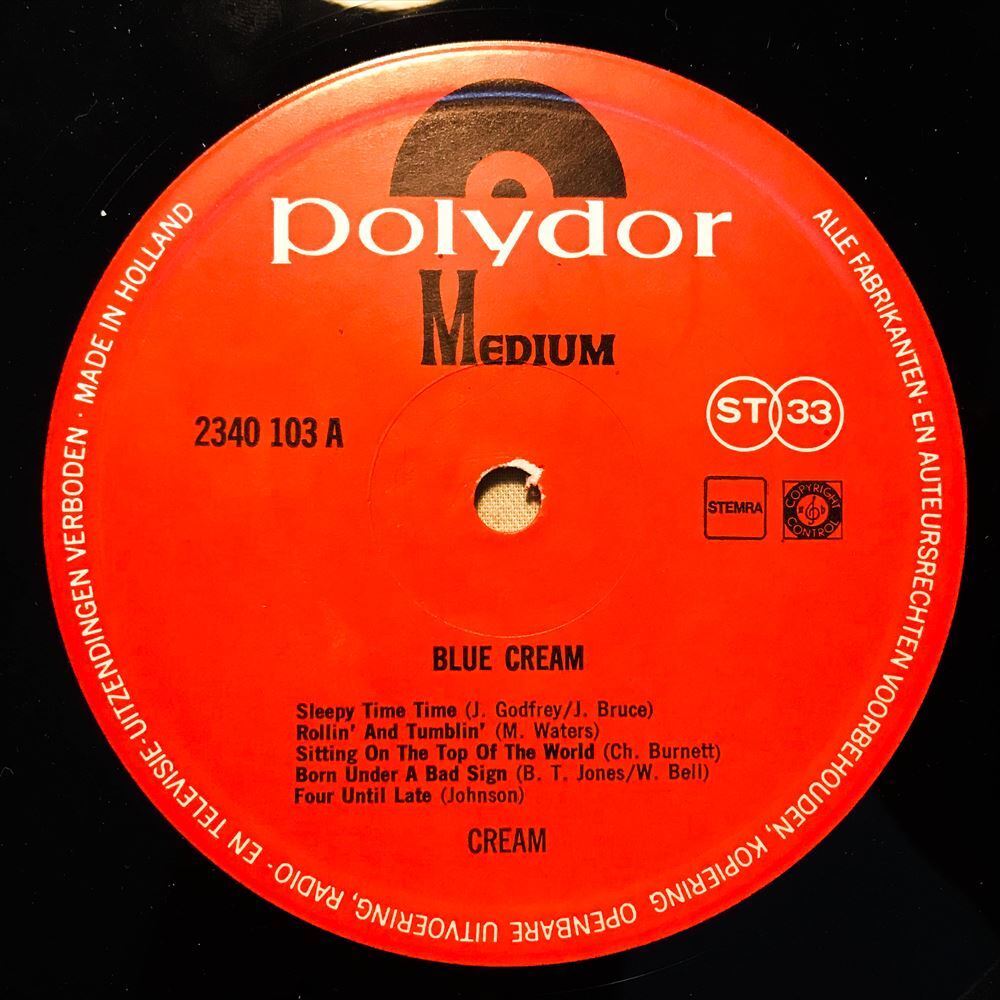 polydor
MEDIUM
2340 103 A
ST 33
STEMRA
COPYRIGHT
CONTROL
BLUE CREAM
Sleepy Time Time (J. Godfrey/J. Bruce)
Rollin' And Tumblin' (M. Waters)
Sitting On The Top Of The World (Ch. Burnett)
Born Under A Bad Sign (B. T. Jones/W. Bell)
Four Until Late (Johnson)
CREAM
ALLE FABRIKANTEN- EN AUTEURSRECHTEN VOORBEHOUDEN, KOPIERING OPENBARE UITVOERING, RADIO- EN TELEVISIE-UITZENDINGEN VERBODEN · MADE IN HOLLAND